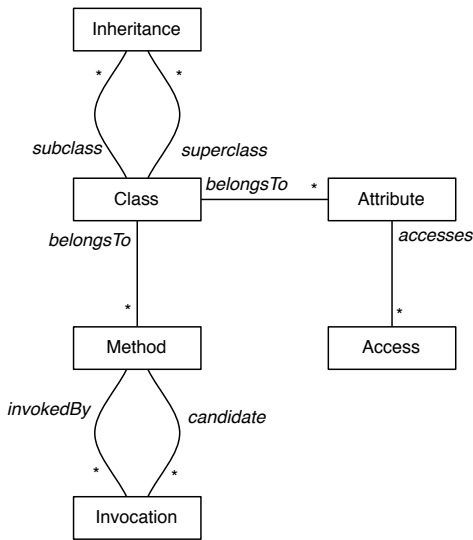 Inheritance
* *
subclass
superclass
belongsTo *
Class
Attribute
belongsTo
accesses
* *
Method
Access
invokedBy
candidate
* *
Invocation